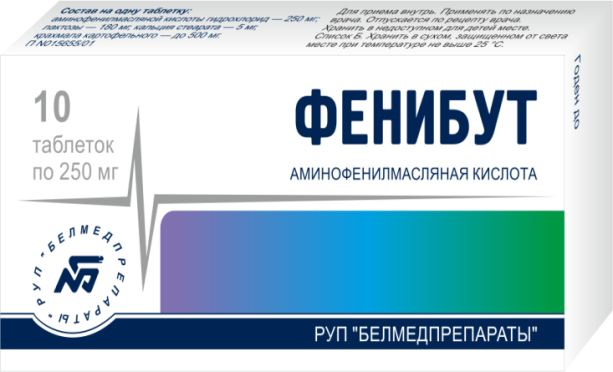 Состав на одну таблетку:
аминофенилмасляной кислоты гидрохлорид — 250 мг,
лактозы — 180 мг, кальция стеарата — 5 мг,
крахмала картофельного — до 500 мг.
П N015655/01
Для приема внутрь. Применять по назначению
врача. Отпускается по рецепту врача.
Хранить в недоступном для детей месте.
Список Б. Хранить в сухом, защищенном от света
месте при температуре не выше 25 °С.
Годен до
10
таблеток
по 250 мг
ФЕНИБУТ
АМИНОФЕНИЛМАСЛЯНАЯ КИСЛОТА
РУП "БЕЛМЕДПРЕПАРАТЫ"
РУП "БЕЛМЕДПРЕПАРАТЫ"